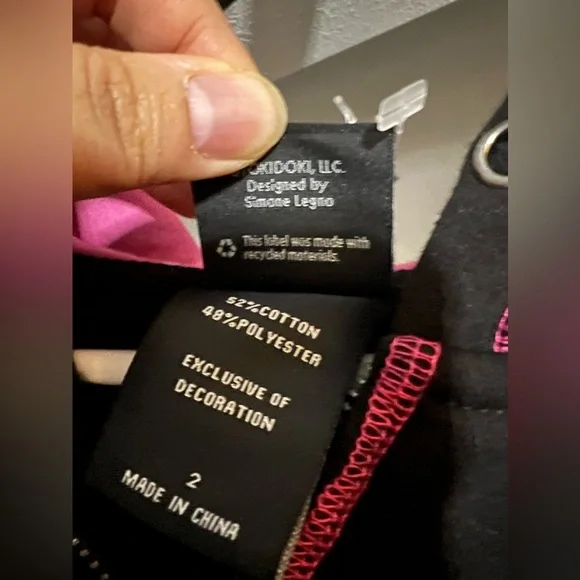 LLC.
Designed by
Simone Legno
This label was made with
recycled materials.
52%COTTON
48%POLYESTER
EXCLUSIVE OF
DECORATION
2
MADE IN CHINA